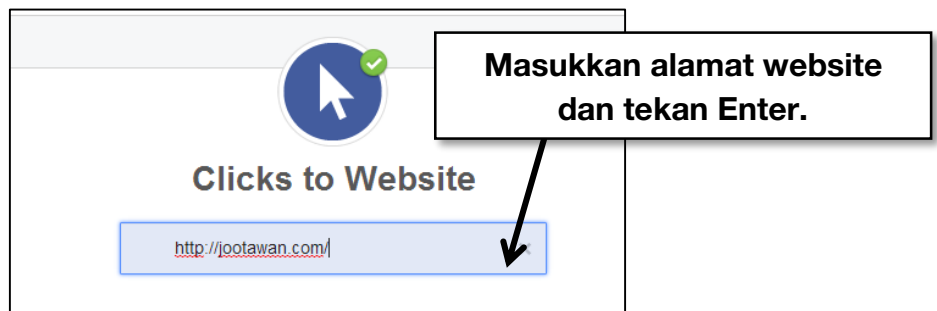 Masukkan alamat website
dan tekan Enter.
Clicks to Website
http://jootawan.com/